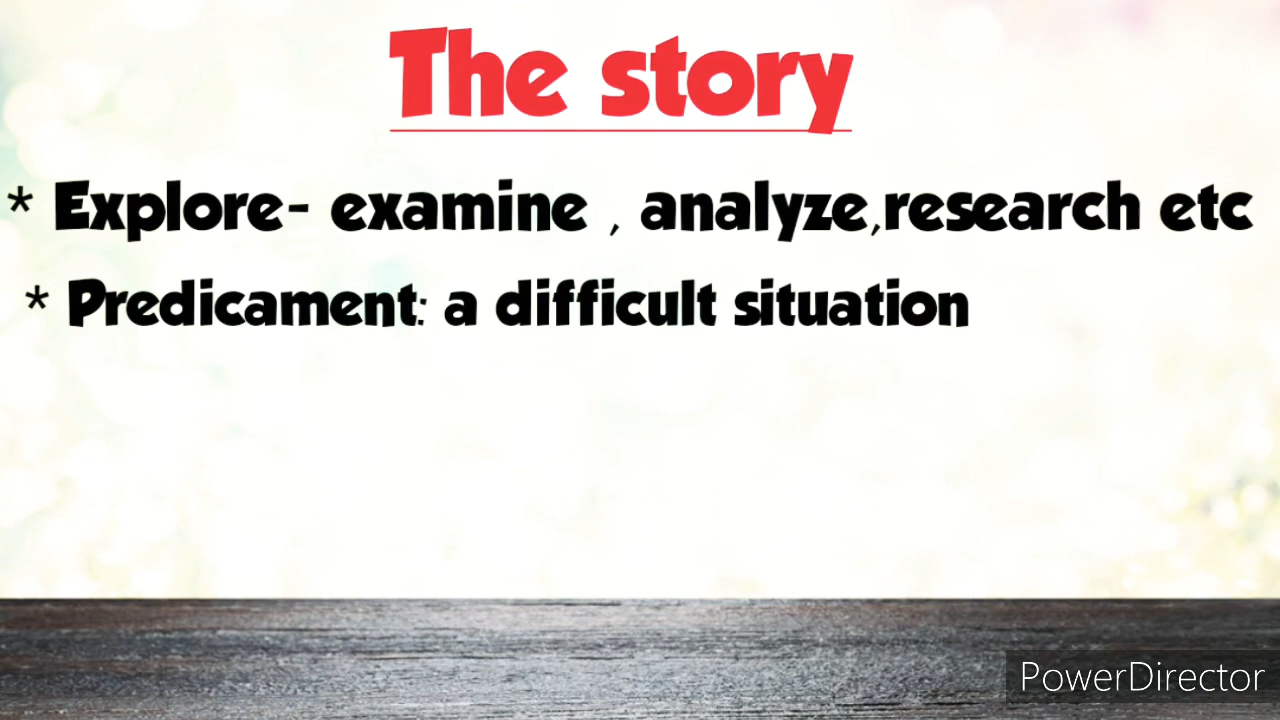 The story
* Explore- examine , analyze,research etc
* Predicament: a difficult situation
PowerDirector